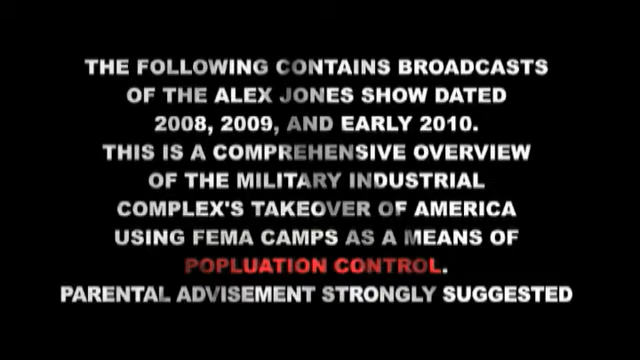 THE FOLLOWING CONTAINS BROADCASTS
OF THE ALEX JONES SHOW DATED
2008, 2009, AND EARLY 2010.
THIS IS A COMPREHENSIVE OVERVIEW
OF THE MILITARY INDUSTRIAL
COMPLEX'S TAKEOVER OF AMERICA
USING FEMA CAMPS AS A MEANS OF
POPLUATION CONTROL.
PARENTAL ADVISEMENT STRONGLY SUGGESTED